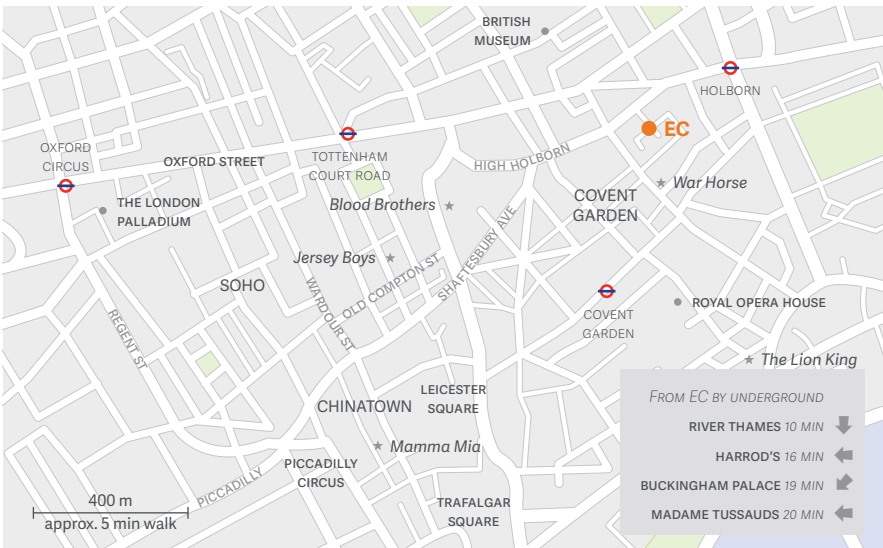 BRITISH
MUSEUM
HOLBORN
EC
OXFORD
CIRCUS
OXFORD STREET
TOTTENHAM
COURT ROAD
HIGH HOLBORN
War Horse
COVENT
GARDEN
THE LONDON
PALLADIUM
Blood Brothers
SHAFTESBURY AVE
Jersey Boys
OLD COMPTON ST
SOHO
WARDOUR ST
REGENT ST
COVENT
GARDEN
ROYAL OPERA HOUSE
The Lion King
LEICESTER
SQUARE
CHINATOWN
Mamma Mia
PICCADILLY
CIRCUS
PICCADILLY
TRAFALGAR
SQUARE
400 m
approx. 5 min walk
FROM EC BY UNDERGROUND
RIVER THAMES 10 MIN
HARROD'S 16 MIN
BUCKINGHAM PALACE 19 MIN
MADAME TUSSAUDS 20 MIN